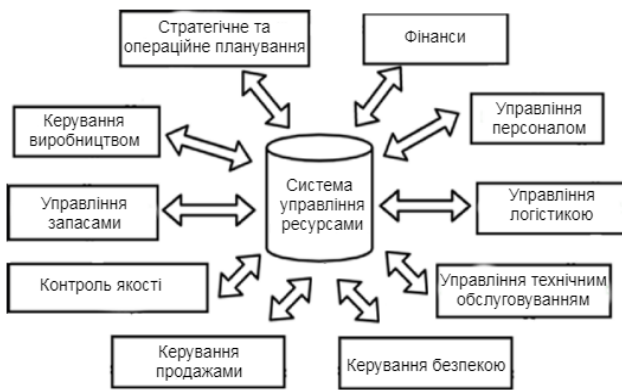 Стратегічне та
операційне планування
Фінанси
Керування
виробництвом
Управління
персоналом
Система
управління
ресурсами
Управління
запасами
Управління
логістикою
Контроль якості
Управління технічним
обслуговуванням
Керування
продажами
Керування безпекою